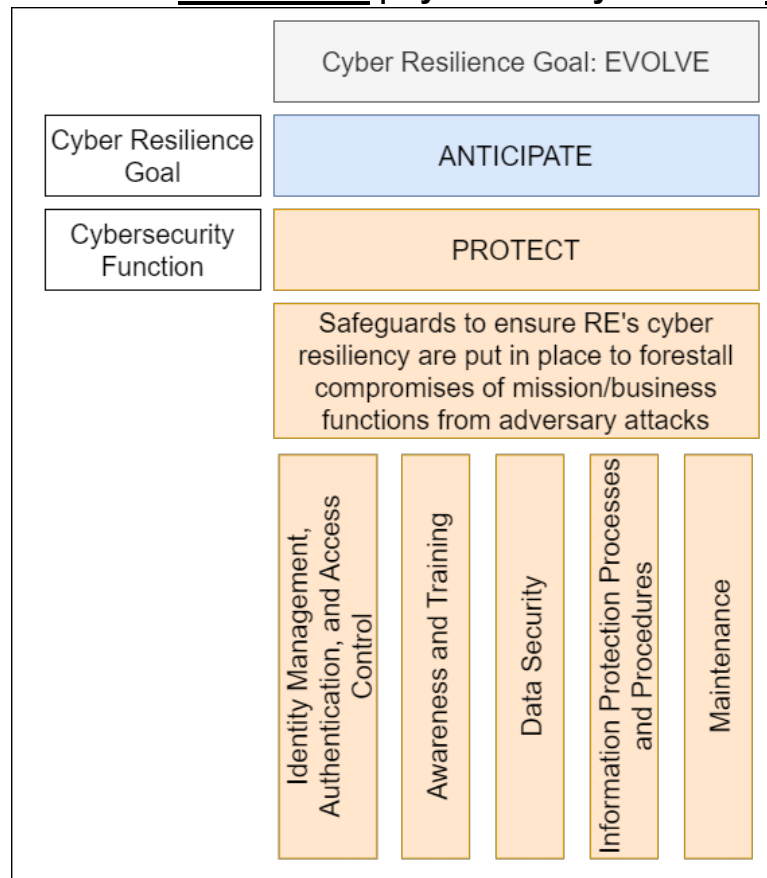 Cyber Resilience Goal: EVOLVE
Cyber Resilience
Goal
ANTICIPATE
Cybersecurity
Function
PROTECT
Safeguards to ensure RE's cyber
resiliency are put in place to forestall
compromises of mission/business
functions from adversary attacks
Identity Management,
Authentication, and Access
Control
Awareness and Training
Data Security
Information Protection Processes
and Procedures
Maintenance